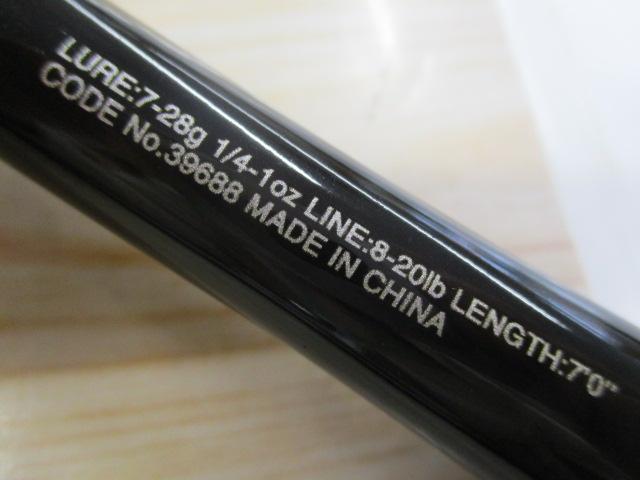 LURE:7-28g 1/4-1oz LINE:8-20lb LENGTH:7'0"
CODE No.39688 MADE IN CHINA